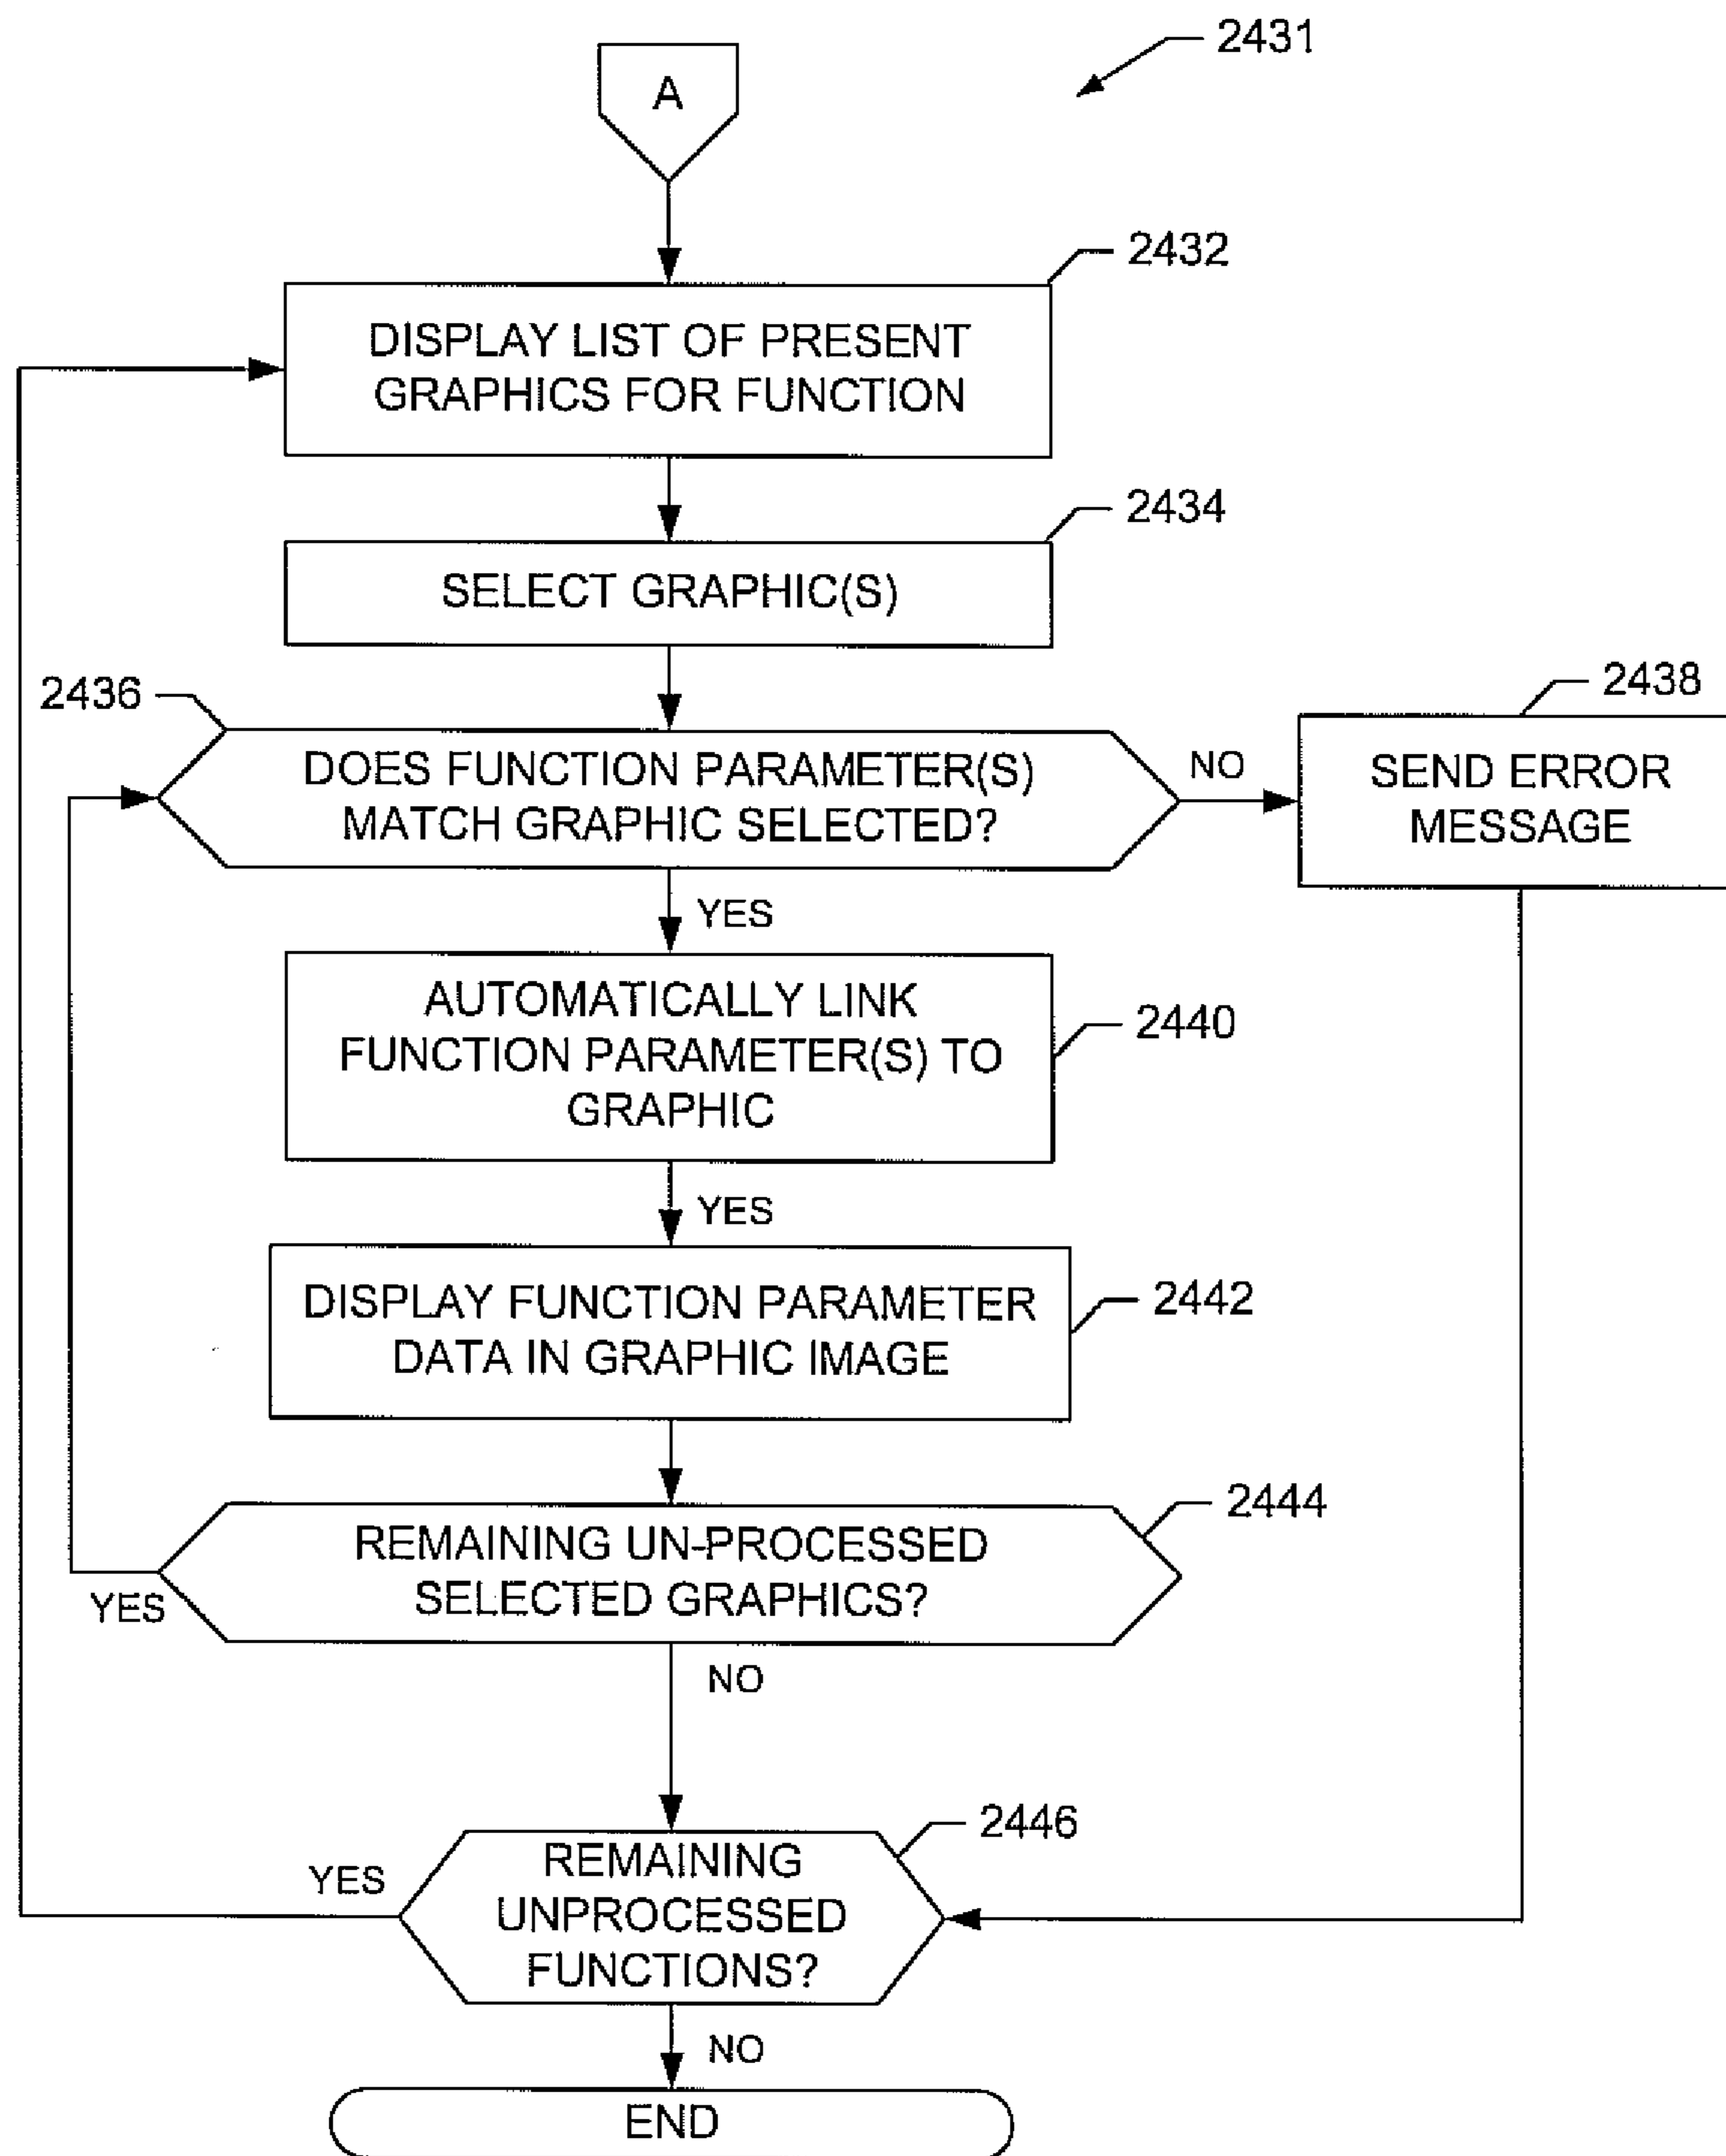 2431
A
2432
DISPLAY LIST OF PRESENT
GRAPHICS FOR FUNCTION
2434
SELECT GRAPHIC(S)
2436
2438
DOES FUNCTION PARAMETER(S)
MATCH GRAPHIC SELECTED?
NO
SEND ERROR
MESSAGE
YES
AUTOMATICALLY LINK
FUNCTION PARAMETER(S) TO
GRAPHIC
2440
YES
DISPLAY FUNCTION PARAMETER
DATA IN GRAPHIC IMAGE
2442
2444
REMAINING UN-PROCESSED
SELECTED GRAPHICS?
YES
NO
2446
REMAINING
UNPROCESSED
FUNCTIONS?
YES
NO
END